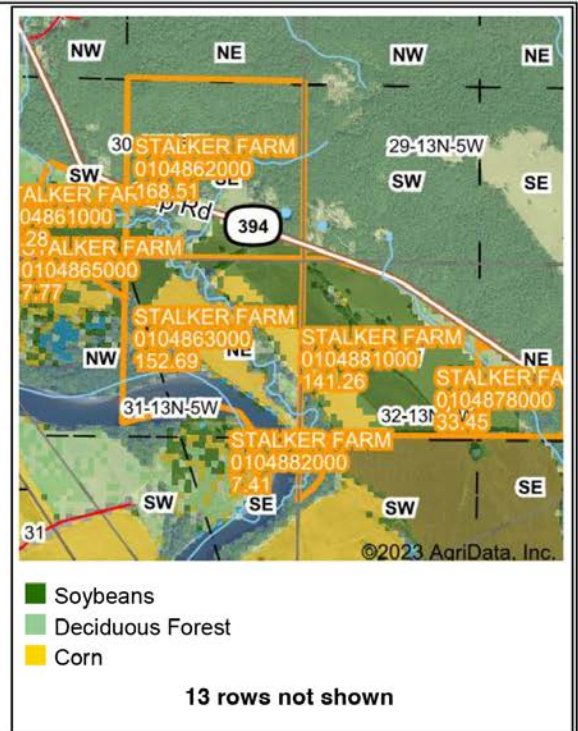 NW
NE
NW
NE
30
STALKER FARM
0104862000
168.51
SE
29-13N-5W
SW
SE
SW
ALKER FAR
04861000
.28
p Rd
394
STALKER FARM
0104865000
7.77
STALKER FARM
0104863000
152.69
NE
NW
STALKER FARM
0104881000
141.26
NE
STALKER FA
0104878000
33.45
31-13N-5W
32-13N
STALKER FARM
0104882000
7.41
SW
SE
SW
SE
31
©2023 AgriData, Inc.
Soybeans
Deciduous Forest
Corn
13 rows not shown